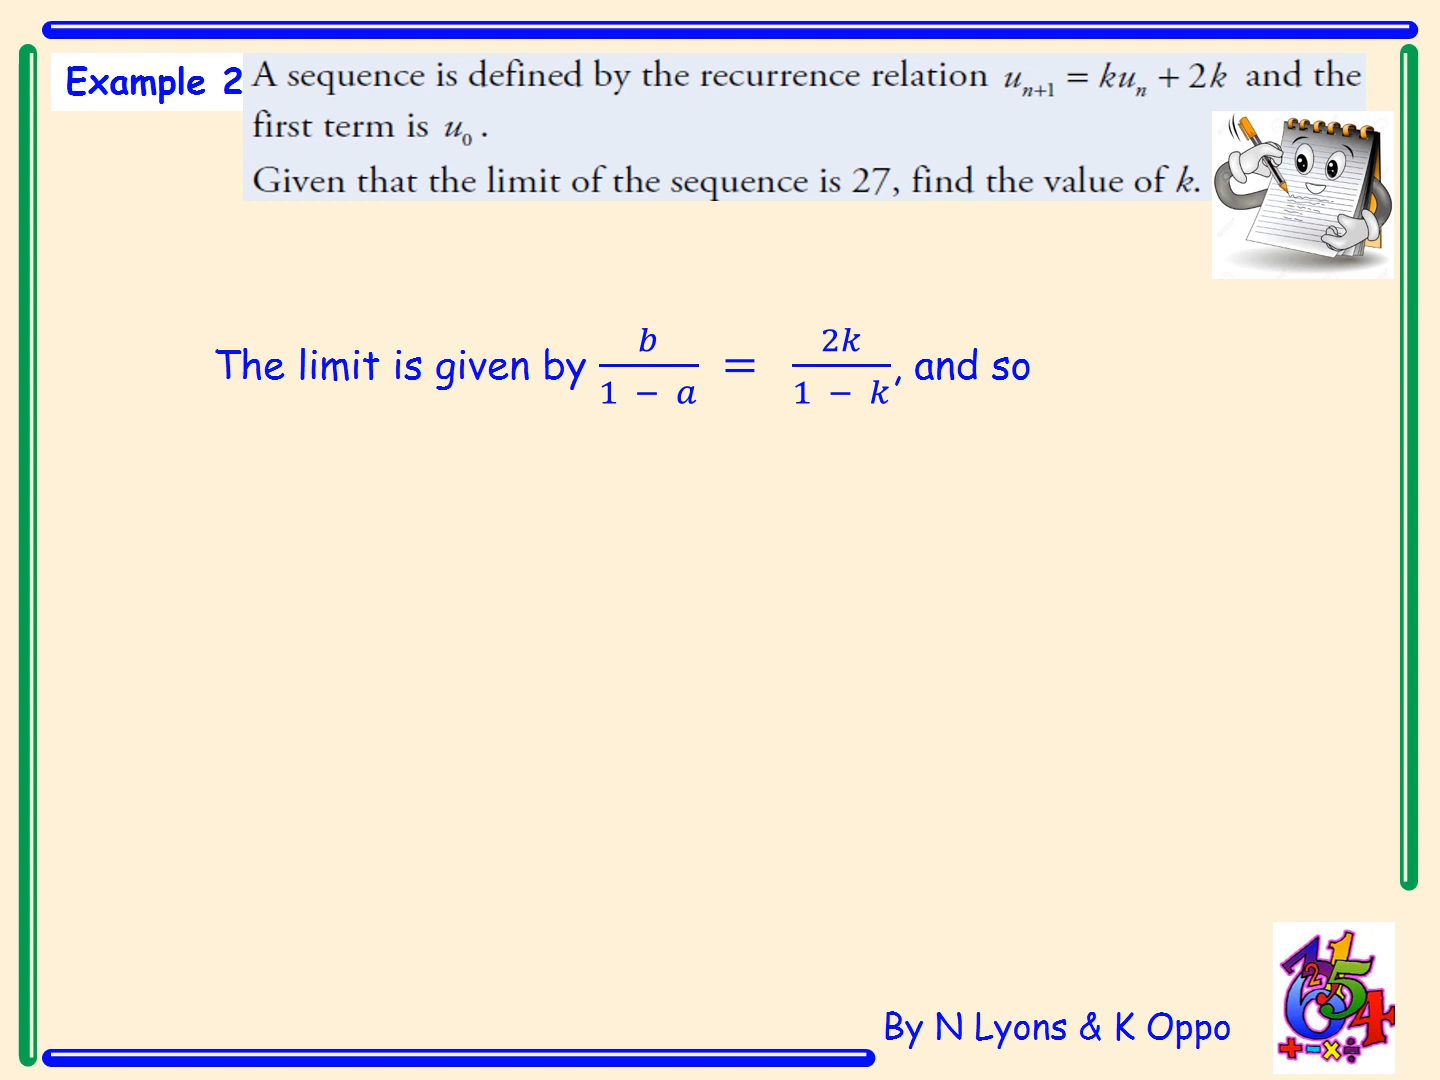 Example 2
A sequence is defined by the recurrence relation uₙ₊₁ = kuₙ + 2k and the
first term is u₀ .
Given that the limit of the sequence is 27, find the value of k.
The limit is given by b/(1 − a) = 2k/(1 − k), and so
By N Lyons & K Oppo